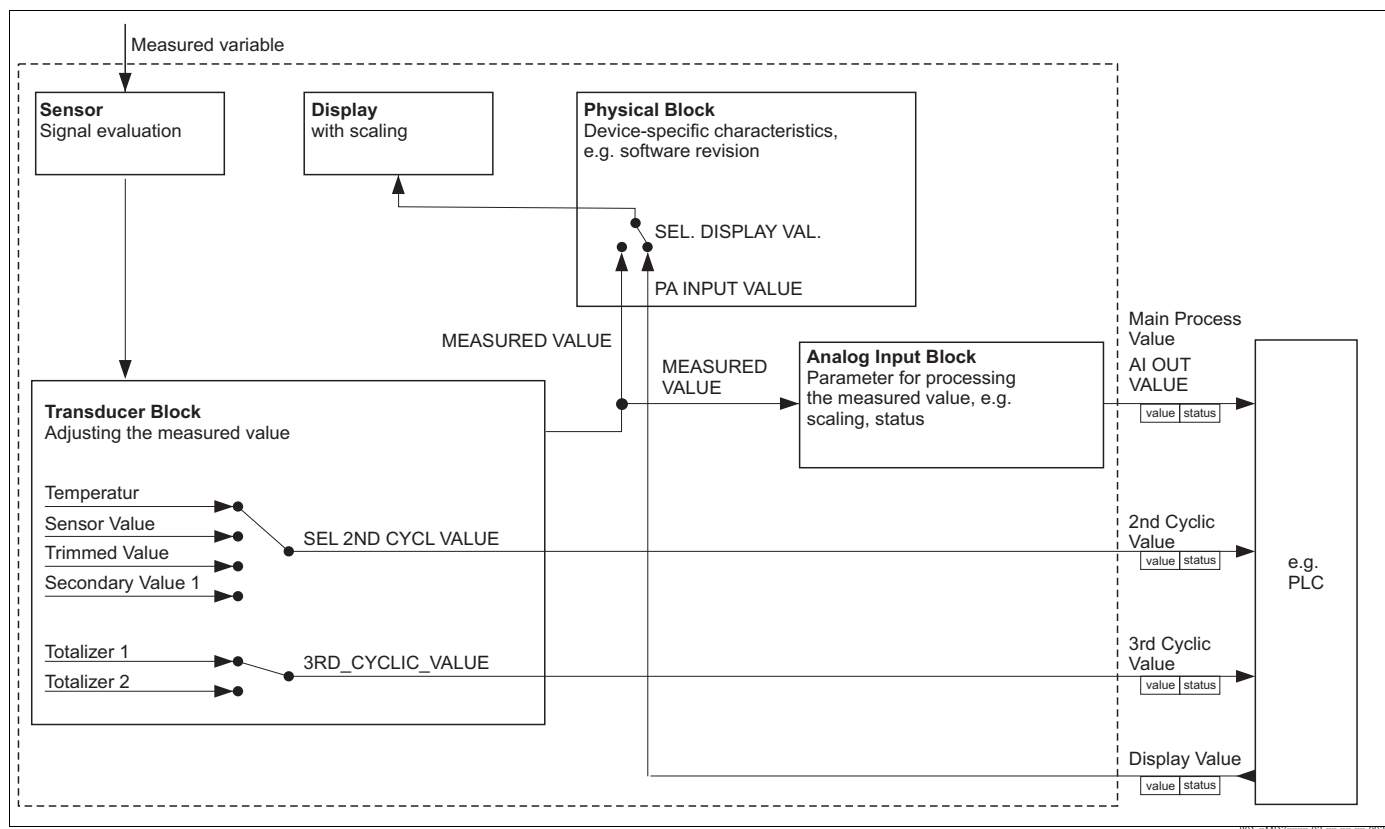 Measured variable
Sensor
Signal evaluation
Display
with scaling
Physical Block
Device-specific characteristics,
e.g. software revision
SEL. DISPLAY VAL.
PA INPUT VALUE
MEASURED VALUE
MEASURED
VALUE
Analog Input Block
Parameter for processing
the measured value, e.g.
scaling, status
Main Process
Value
AI OUT
VALUE
value status
Transducer Block
Adjusting the measured value
Temperatur
Sensor Value
Trimmed Value
Secondary Value 1
SEL 2ND CYCL VALUE
2nd Cyclic
Value
value status
e.g.
PLC
Totalizer 1
Totalizer 2
3RD_CYCLIC_VALUE
3rd Cyclic
Value
value status
Display Value
value status